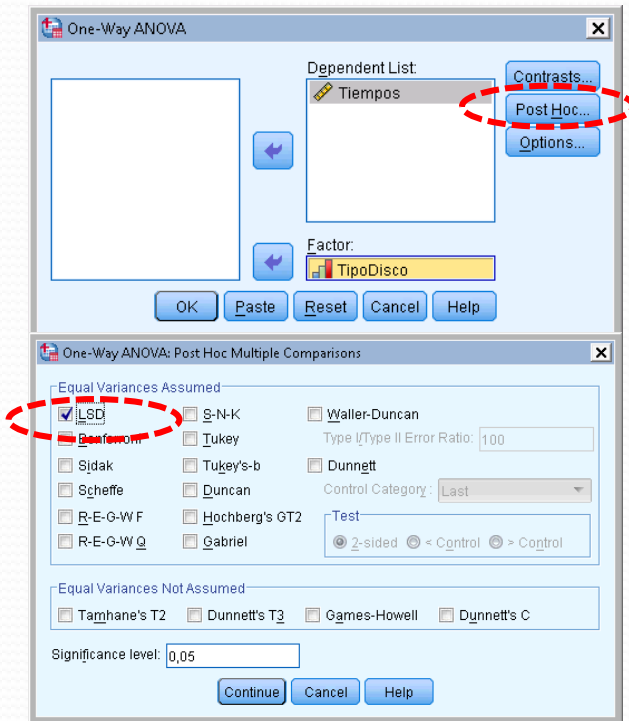 One-Way ANOVA
Dependent List:
Tiempos
Contrasts...
Post Hoc...
Options...
Factor:
TipoDisco
OK Paste Reset Cancel Help
One-Way ANOVA: Post Hoc Multiple Comparisons
Equal Variances Assumed
LSD S-N-K Waller-Duncan
Bonferroni Tukey Type I/Type II Error Ratio: 100
Sidak Tukey's-b Dunnett
Scheffe Duncan Control Category: Last
R-E-G-W F Hochberg's GT2 Test
R-E-G-W Q Gabriel 2-sided < Control > Control
Equal Variances Not Assumed
Tamhane's T2 Dunnett's T3 Games-Howell Dunnett's C
Significance level: 0,05
Continue Cancel Help